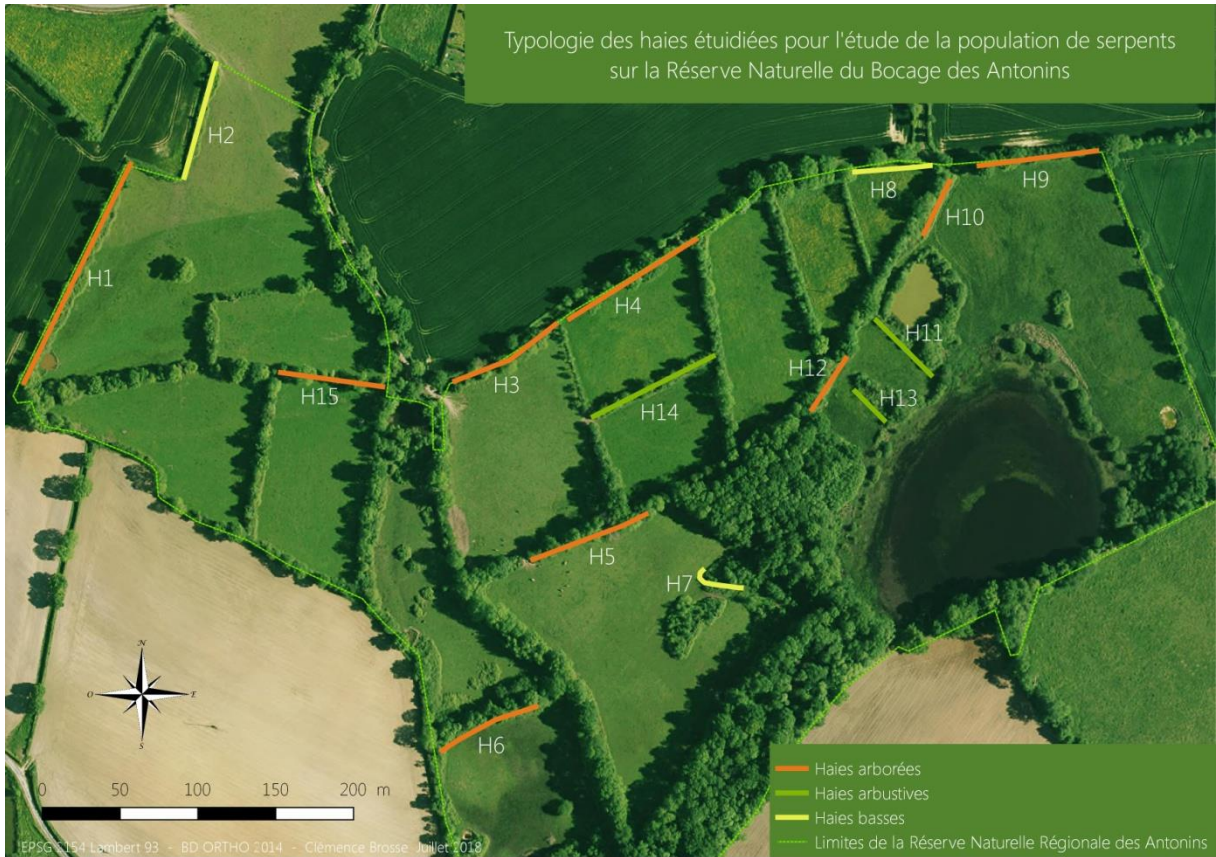 Typologie des haies étuidiées pour l'étude de la population de serpents
sur la Réserve Naturelle du Bocage des Antonins
H2
H8
H9
H10
H1
H4
H11
H3
H12
H15
H13
H14
H5
H7
N
O
E
S
H6
0 50 100 150 200 m
Haies arborées
Haies arbustives
Haies basses
Limites de la Réserve Naturelle Régionale des Antonins
EPSG 2154 Lambert 93 - BD ORTHO 2014 - Clémence Brosse Juillet 2018